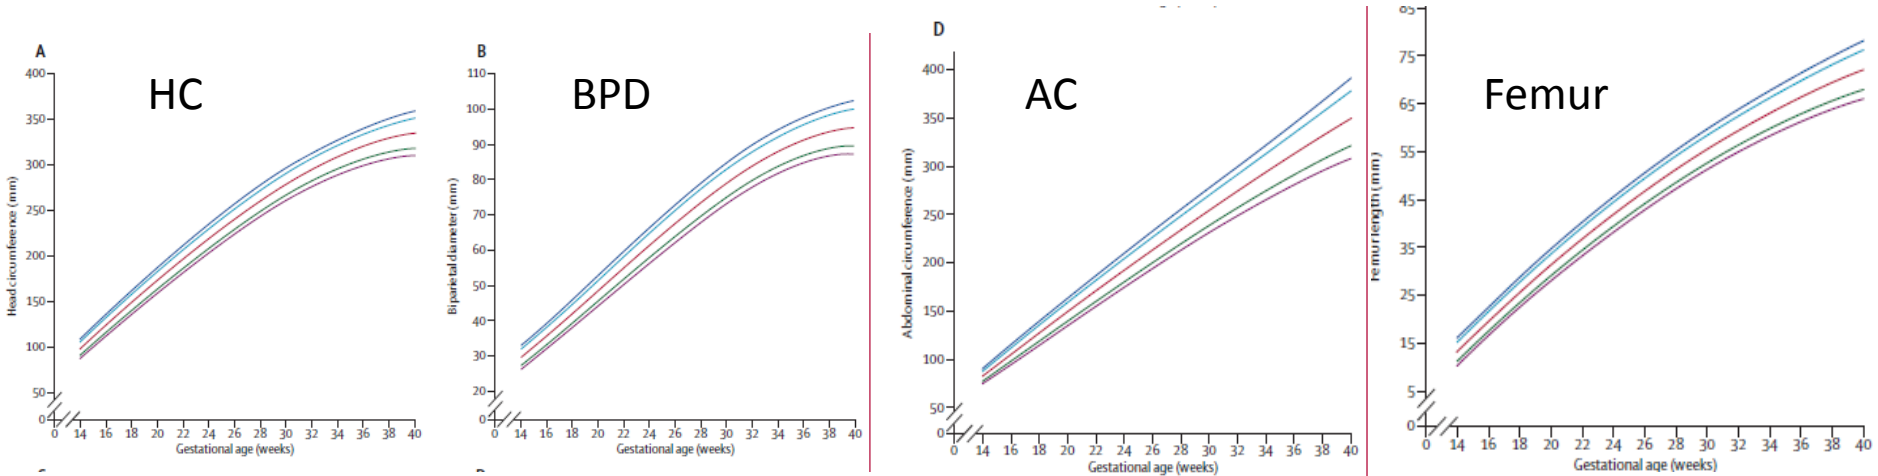 A
HC
400
350
300
250
200
150
100
50
0
Head circumference (mm)
0 14 16 18 20 22 24 26 28 30 32 34 36 38 40
Gestational age (weeks)
B
BPD
110
100
90
80
70
60
50
40
30
20
0
Biparietal diameter (mm)
0 14 16 18 20 22 24 26 28 30 32 34 36 38 40
Gestational age (weeks)
D
AC
400
350
300
250
200
150
100
50
0
Abdominal circumference (mm)
0 14 16 18 20 22 24 26 28 30 32 34 36 38 40
Gestational age (weeks)
Femur
85
75
65
55
45
35
25
15
5
0
Femur length (mm)
0 14 16 18 20 22 24 26 28 30 32 34 36 38 40
Gestational age (weeks)